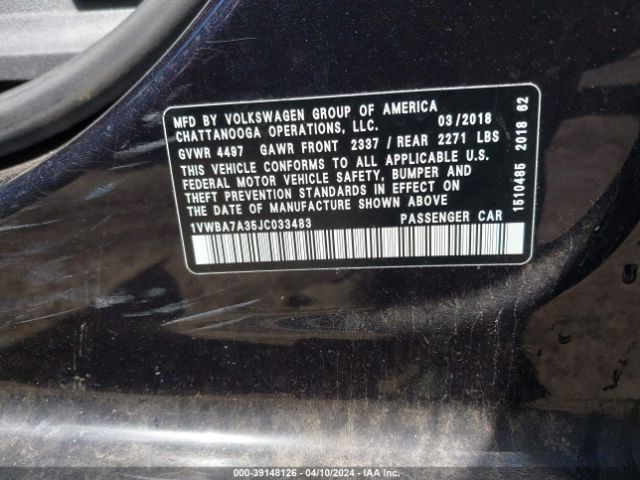 MFD BY VOLKSWAGEN GROUP OF AMERICA
CHATTANOOGA OPERATIONS, LLC. 03/2018
GVWR 4497 GAWR FRONT 2337 / REAR 2271 LBS
THIS VEHICLE CONFORMS TO ALL APPLICABLE U.S.
FEDERAL MOTOR VEHICLE SAFETY, BUMPER AND
THEFT PREVENTION STANDARDS IN EFFECT ON
THE DATE OF MANUFACTURE SHOWN ABOVE
1VWBA7A35JC033483 PASSENGER CAR
1510485 2018 62
000-39148126 - 04/10/2024 - IAA Inc.